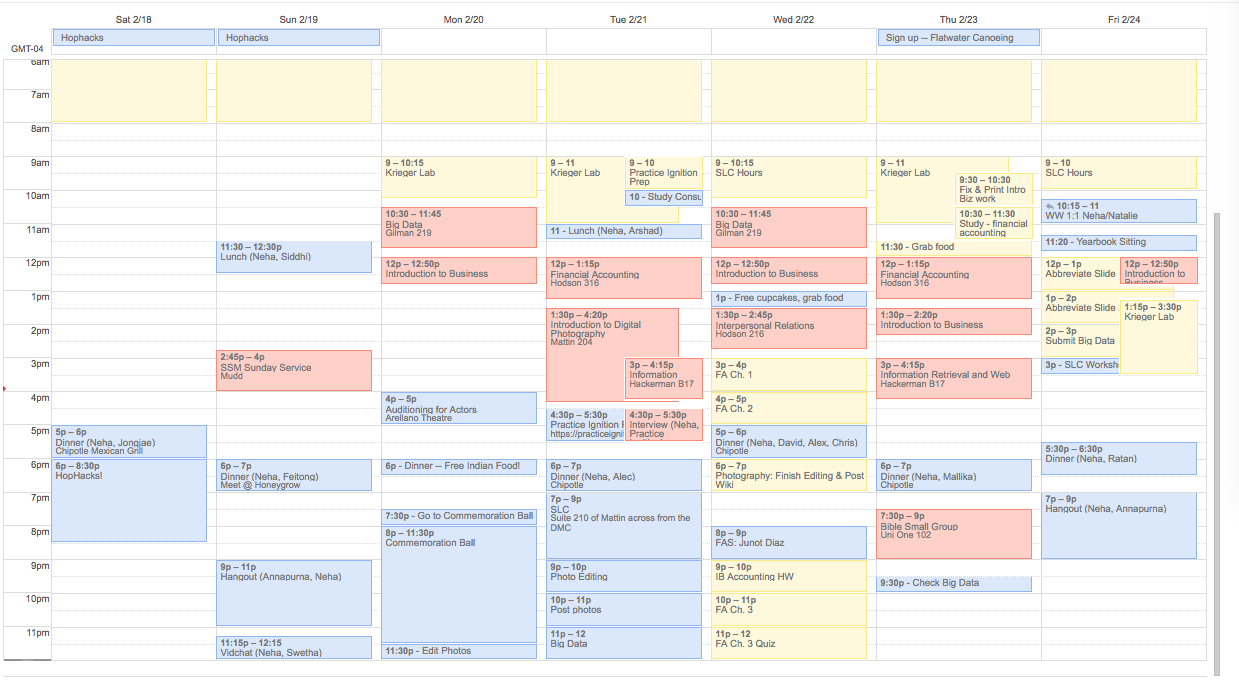 Sat 2/18
Sun 2/19
Mon 2/20
Tue 2/21
Wed 2/22
Thu 2/23
Fri 2/24
GMT-04
Hophacks
Hophacks
Sign up -- Flatwater Canoeing
6am
7am
8am
9am
10am
11am
12pm
1pm
2pm
3pm
4pm
5pm
6pm
7pm
8pm
9pm
10pm
11pm
5p – 6p
Dinner (Neha, Jongjae)
Chipotle Mexican Grill
6p – 8:30p
HopHacks!
11:30 – 12:30p
Lunch (Neha, Siddhi)
2:45p – 4p
SSM Sunday Service
Mudd
6p – 7p
Dinner (Neha, Feitong)
Meet @ Honeygrow
9p – 11p
Hangout (Annapurna, Neha)
11:15p – 12:15
Vidchat (Neha, Swetha)
9 – 10:15
Krieger Lab
10:30 – 11:45
Big Data
Gilman 219
12p – 12:50p
Introduction to Business
4p – 5p
Auditioning for Actors
Arellano Theatre
6p - Dinner -- Free Indian Food!
7:30p - Go to Commemoration Ball
8p – 11:30p
Commemoration Ball
11:30p - Edit Photos
9 – 11
Krieger Lab
9 – 10
Practice Ignition
Prep
10 - Study Consu
11 - Lunch (Neha, Arshad)
12p – 1:15p
Financial Accounting
Hodson 316
1:30p – 4:20p
Introduction to Digital
Photography
Mattin 204
3p – 4:15p
Information
Hackerman B17
4:30p – 5:30p
Practice Ignition
https://practiceignit
4:30p – 5:30p
Interview (Neha,
Practice
6p – 7p
Dinner (Neha, Alec)
Chipotle
7p – 9p
SLC
Suite 210 of Mattin across from the
DMC
9p – 10p
Photo Editing
10p – 11p
Post photos
11p – 12
Big Data
9 – 10:15
SLC Hours
10:30 – 11:45
Big Data
Gilman 219
12p – 12:50p
Introduction to Business
1p - Free cupcakes, grab food
1:30p – 2:45p
Interpersonal Relations
Hodson 216
3p – 4p
FA Ch. 1
4p – 5p
FA Ch. 2
5p – 6p
Dinner (Neha, David, Alex, Chris)
Chipotle
6p – 7p
Photography: Finish Editing & Post
Wiki
8p – 9p
FAS: Junot Diaz
9p – 10p
IB Accounting HW
10p – 11p
FA Ch. 3
11p – 12
FA Ch. 3 Quiz
9 – 11
Krieger Lab
9:30 – 10:30
Fix & Print Intro
Biz work
10:30 – 11:30
Study - financial
accounting
11:30 - Grab food
12p – 1:15p
Financial Accounting
Hodson 316
1:30p – 2:20p
Introduction to Business
3p – 4:15p
Information Retrieval and Web
Hackerman B17
6p – 7p
Dinner (Neha, Mallika)
Chipotle
7:30p – 9p
Bible Small Group
Uni One 102
9:30p - Check Big Data
9 – 10
SLC Hours
10:15 – 11
WW 1:1 Neha/Natalie
11:20 - Yearbook Sitting
12p – 1p
Abbreviate Slide
12p – 12:50p
Introduction to
Business
1p – 2p
Abbreviate Slide
1:15p – 3:30p
Krieger Lab
2p – 3p
Submit Big Data
3p - SLC Worksh
5:30p – 6:30p
Dinner (Neha, Ratan)
7p – 9p
Hangout (Neha, Annapurna)